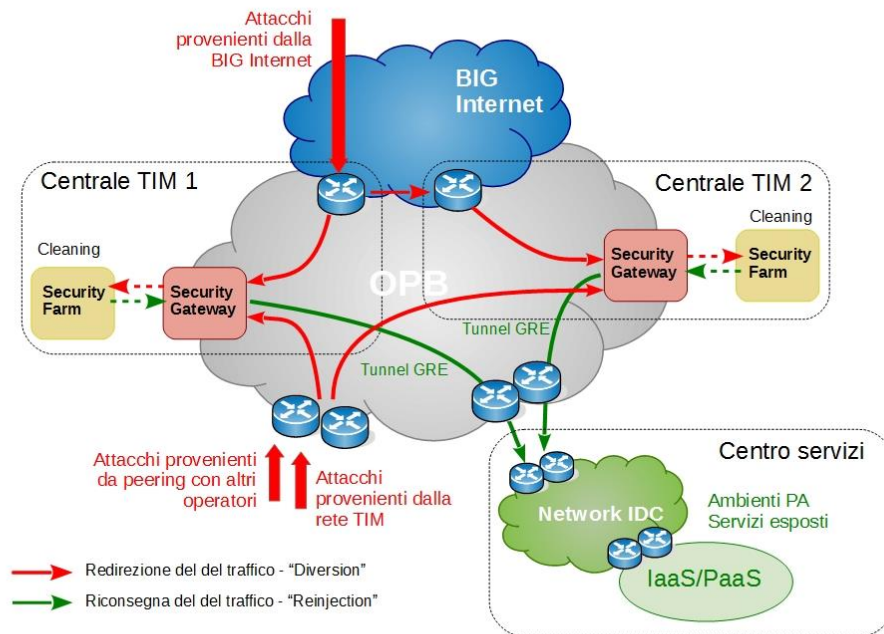 Attacchi
provenienti dalla
BIG Internet
BIG
Internet
Centrale TIM 1
Centrale TIM 2
Cleaning
Cleaning
Security
Farm
Security
Gateway
OPB
Security
Gateway
Security
Farm
Tunnel GRE
Tunnel GRE
Attacchi provenienti
da peering con altri
operatori
Attacchi
provenienti dalla
rete TIM
Centro servizi
Network IDC
Ambienti PA
Servizi esposti
IaaS/PaaS
Redirezione del del traffico - “Diversion”
Riconsegna del del traffico - “Reinjection”